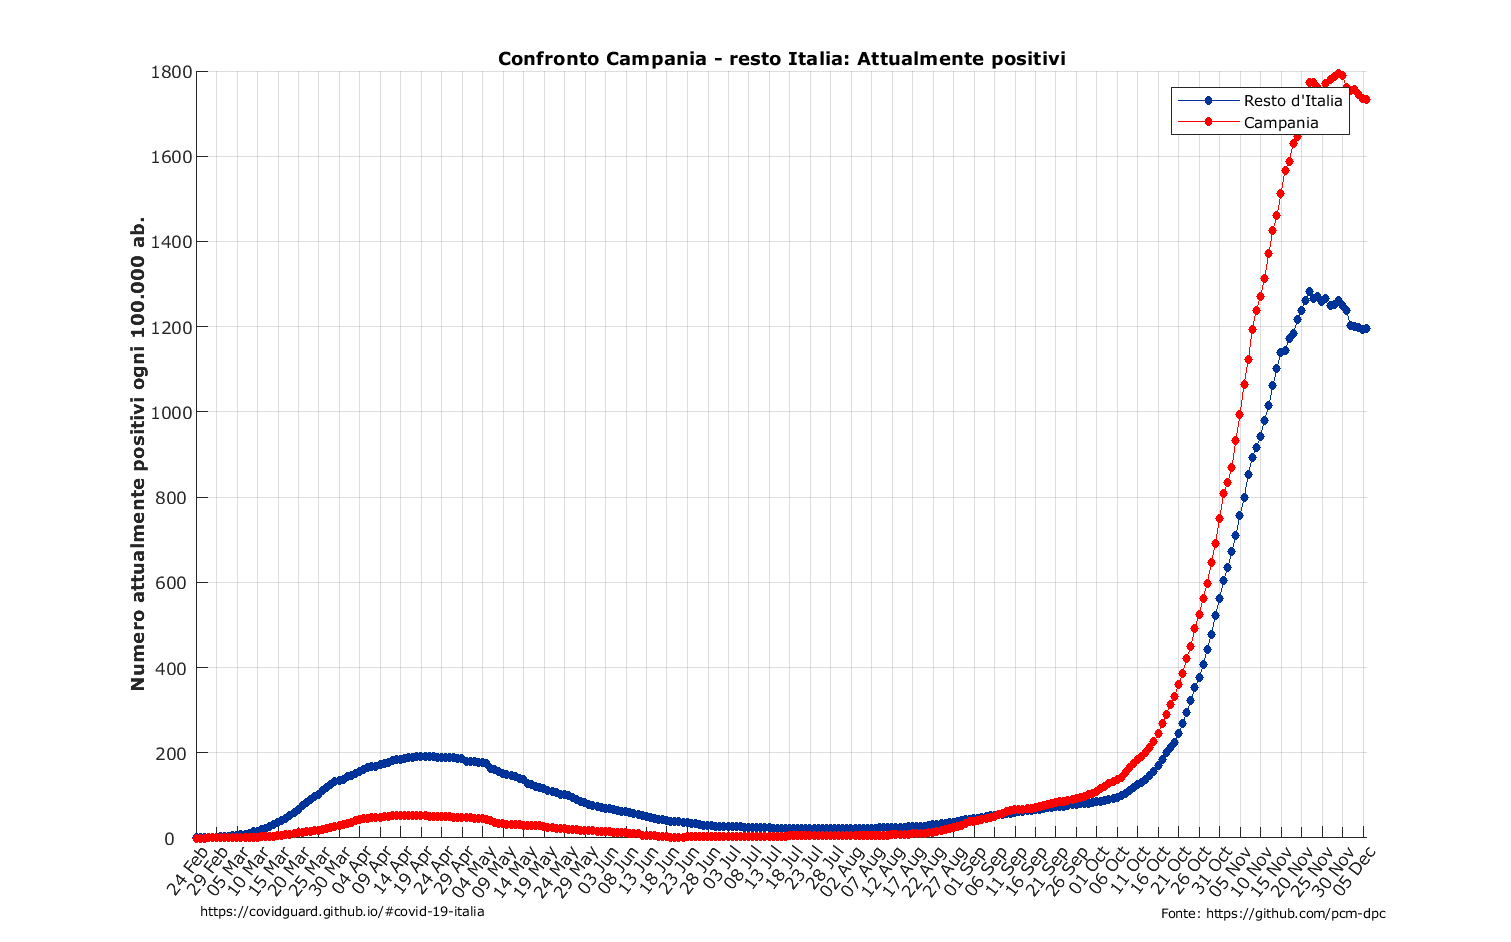 Confronto Campania - resto Italia: Attualmente positivi
Numero attualmente positivi ogni 100.000 ab.
1800
1600
1400
1200
1000
800
600
400
200
0
Resto d'Italia
Campania
24 Feb
29 Feb
05 Mar
10 Mar
15 Mar
20 Mar
25 Mar
30 Mar
04 Apr
09 Apr
14 Apr
19 Apr
24 Apr
29 Apr
04 May
09 May
14 May
19 May
24 May
29 May
03 Jun
08 Jun
13 Jun
18 Jun
23 Jun
28 Jun
03 Jul
08 Jul
13 Jul
18 Jul
23 Jul
28 Jul
02 Aug
07 Aug
12 Aug
17 Aug
22 Aug
27 Aug
01 Sep
06 Sep
11 Sep
16 Sep
21 Sep
26 Sep
01 Oct
06 Oct
11 Oct
16 Oct
21 Oct
26 Oct
31 Oct
05 Nov
10 Nov
15 Nov
20 Nov
25 Nov
30 Nov
05 Dec
https://covidguard.github.io/#covid-19-italia
Fonte: https://github.com/pcm-dpc